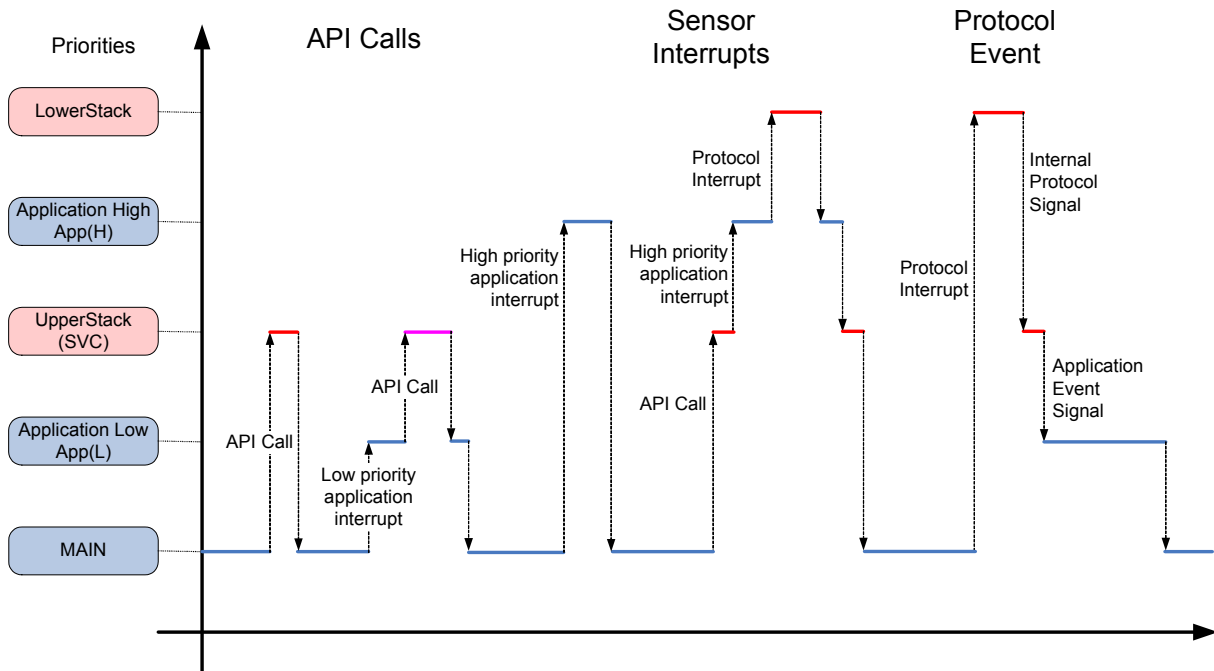 Priorities
API Calls
Sensor
Interrupts
Protocol
Event
LowerStack
Application High
App(H)
UpperStack
(SVC)
Application Low
App(L)
MAIN
API Call
Low priority
application
interrupt
API Call
High priority
application
interrupt
API Call
High priority
application
interrupt
Protocol
Interrupt
Protocol
Interrupt
Internal
Protocol
Signal
Application
Event
Signal